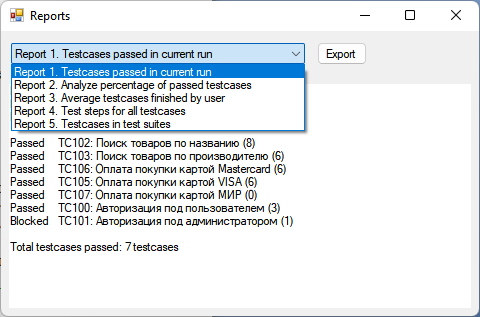 Reports
Report 1. Testcases passed in current run
Export
Report 1. Testcases passed in current run
Report 2. Analyze percentage of passed testcases
Report 3. Average testcases finished by user
Report 4. Test steps for all testcases
Report 5. Testcases in test suites
Passed TC102: Поиск товаров по названию (8)
Passed TC103: Поиск товаров по производителю (6)
Passed TC106: Оплата покупки картой Mastercard (6)
Passed TC105: Оплата покупки картой VISA (6)
Passed TC107: Оплата покупки картой МИР (0)
Passed TC100: Авторизация под пользователем (3)
Blocked TC101: Авторизация под администратором (1)
Total testcases passed: 7 testcases